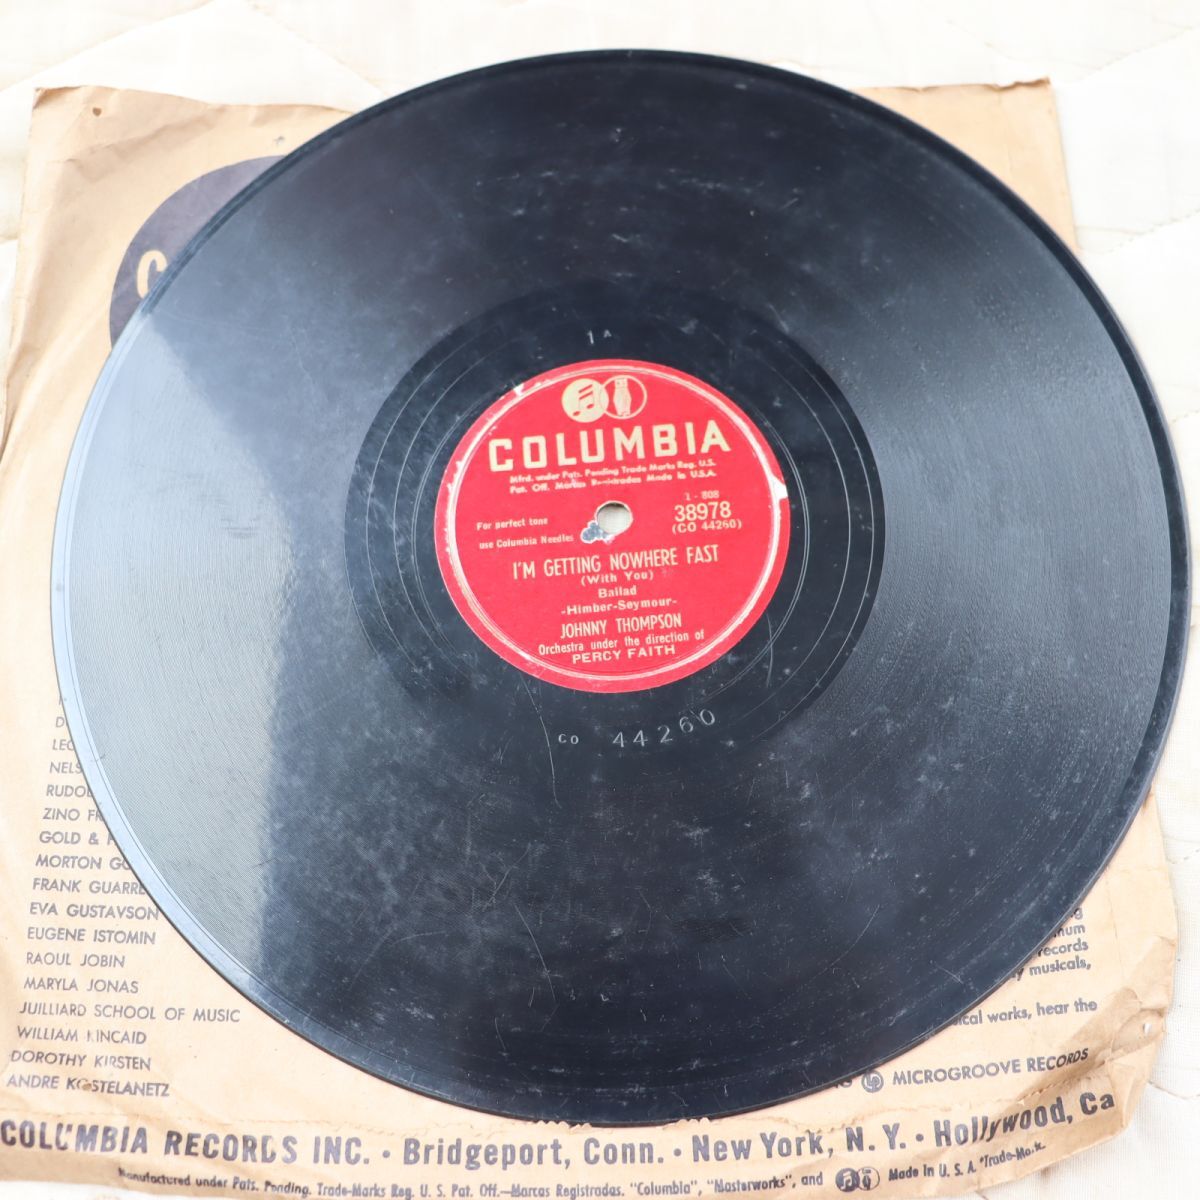 1 A
COLUMBIA
Mfrd. under Pats. Pending Trade Marks Reg. U.S.
Pat. Off. Marcas Registradas Made in U.S.A.
1 - 808
38978
(CO 44260)
For perfect tone
use Columbia Needles
I'M GETTING NOWHERE FAST
(With You)
Ballad
-Himber-Seymour-
JOHNNY THOMPSON
Orchestra under the direction of
PERCY FAITH
CO 44260
ZINO
GOLD &
MORTON
FRANK
EVA GUSTAVSON
EUGENE ISTOMIN
RAOUL JOBIN
MARYLA JONAS
JUILLIARD SCHOOL OF MUSIC
WILLIAM KINCAID
DOROTHY KIRSTEN
ANDRE KOSTELANETZ
records
musicals,
works, hear the
LP MICROGROOVE RECORDS
COLUMBIA RECORDS INC. • Bridgeport, Conn. • New York, N. Y. • Hollywood, Ca
Manufactured under Pats. Pending. Trade-Marks Reg. U. S. Pat. Off.—Marcas Registradas. "Columbia", "Masterworks", and Made in U. S. A. *Trade-Mark.